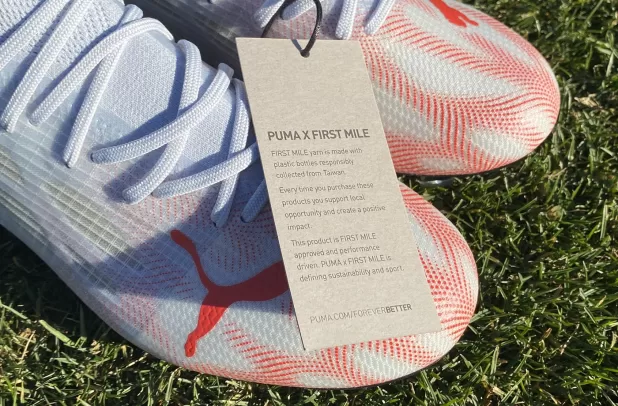 PUMA X FIRST MILE
FIRST MILE yarn is made with
plastic bottles responsibly
collected from Taiwan.
Every time you purchase these
products you support local
opportunity and create a positive
impact.
This product is FIRST MILE
approved and performance
driven. PUMA x FIRST MILE is
defining sustainability and sport.
PUMA.COM/FOREVERBETTER